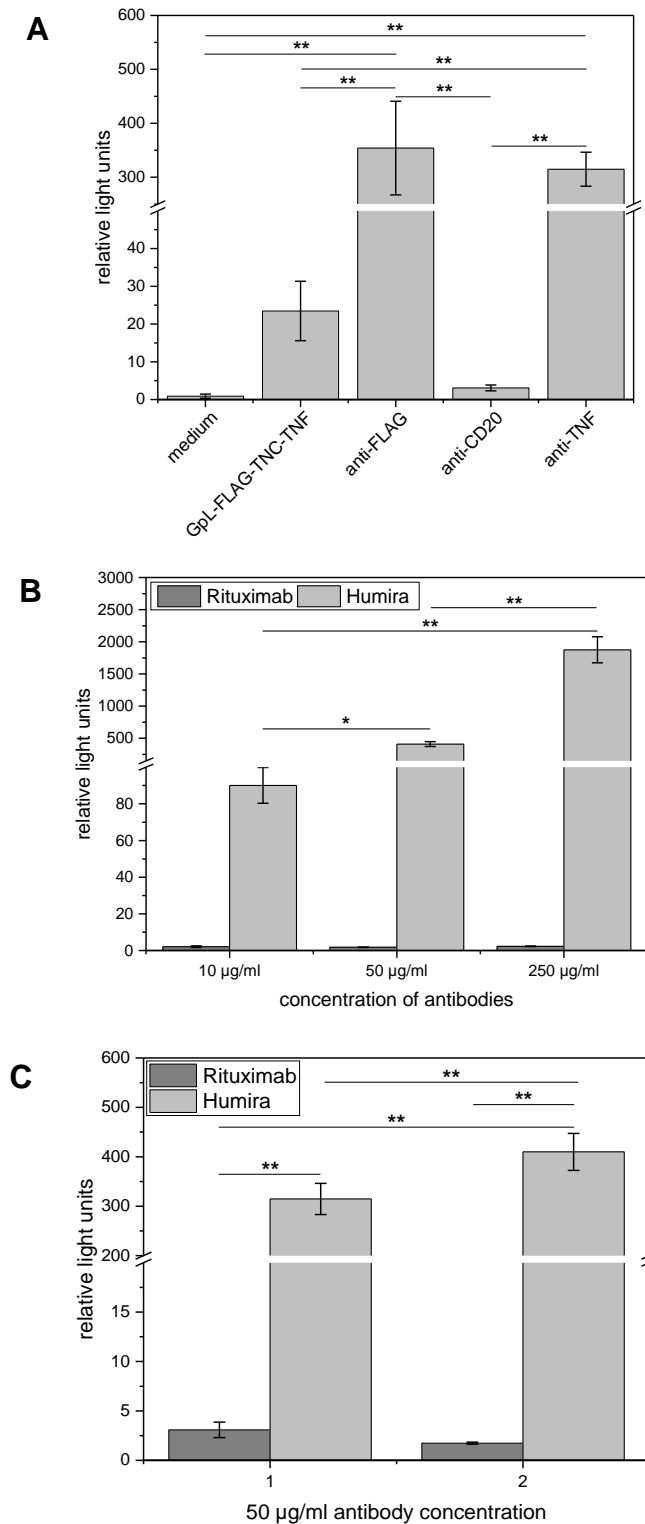 A
600
500
400
300
40
30
20
10
0
relative light units
**
**
**
**
**
**
medium
GpL-FLAG-TNC-TNF
anti-FLAG
anti-CD20
anti-TNF
B
3000
2500
2000
1500
1000
500
80
60
40
20
0
relative light units
Rituximab
Humira
**
**
*
10 µg/ml
50 µg/ml
250 µg/ml
concentration of antibodies
C
600
500
400
300
200
15
10
5
0
relative light units
Rituximab
Humira
**
**
**
**
1
2
50 µg/ml antibody concentration